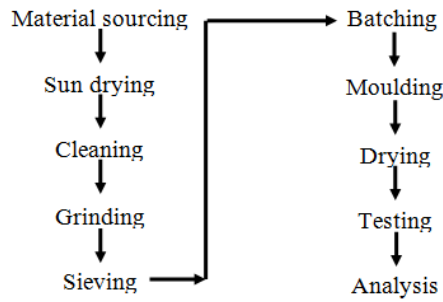 Material sourcing
Sun drying
Cleaning
Grinding
Sieving
Batching
Moulding
Drying
Testing
Analysis